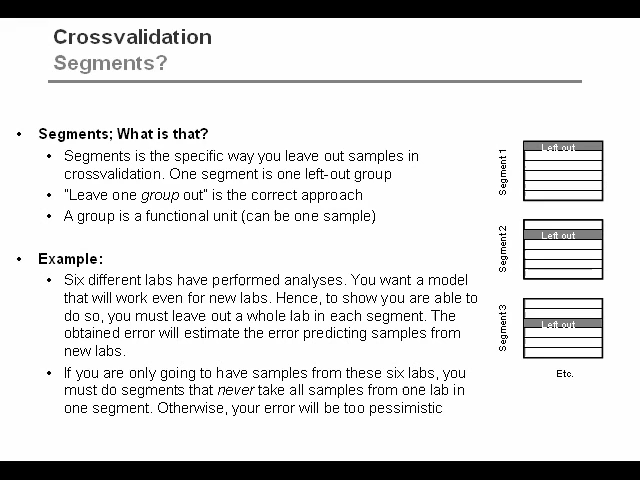 Crossvalidation
Segments?
• Segments; What is that?
• Segments is the specific way you leave out samples in
crossvalidation. One segment is one left-out group
• "Leave one group out" is the correct approach
• A group is a functional unit (can be one sample)
• Example:
• Six different labs have performed analyses. You want a model
that will work even for new labs. Hence, to show you are able to
do so, you must leave out a whole lab in each segment. The
obtained error will estimate the error predicting samples from
new labs.
• If you are only going to have samples from these six labs, you
must do segments that never take all samples from one lab in
one segment. Otherwise, your error will be too pessimistic
Segment 1
Left out
Segment 2
Left out
Segment 3
Left out
Etc.